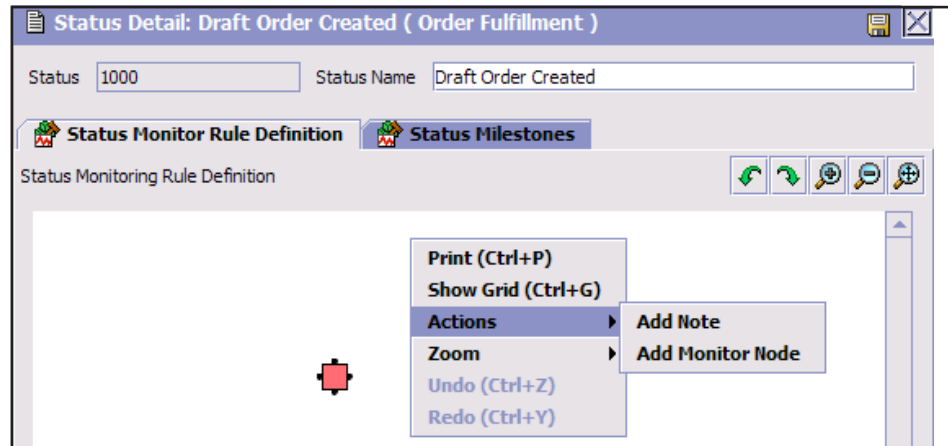 Status Detail: Draft Order Created ( Order Fulfillment )
Status 1000 Status Name Draft Order Created
Status Monitor Rule Definition Status Milestones
Status Monitoring Rule Definition
Print (Ctrl+P)
Show Grid (Ctrl+G)
Actions Add Note
Zoom Add Monitor Node
Undo (Ctrl+Z)
Redo (Ctrl+Y)